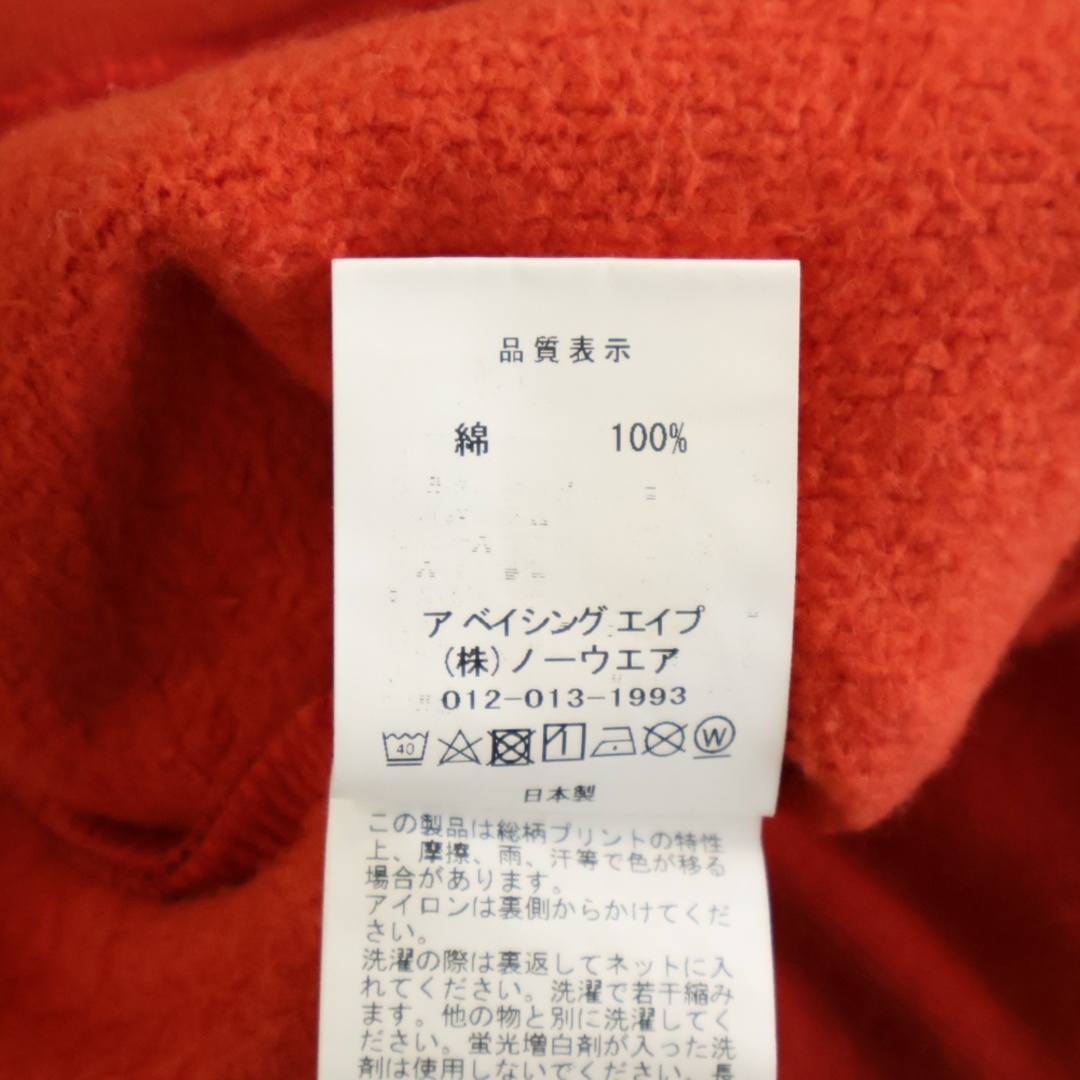 品質表示
綿 100%
ア ベイシング エイプ
(株)ノーウエア
012-013-1993
40 W
日本製
この製品は総柄プリントの特性
上、摩擦、雨、汗等で色が移る
場合があります。
アイロンは裏側からかけてくだ
さい。
洗濯の際は裏返してネットに入
れてください。洗濯で若干縮み
ます。他の物と別に洗濯してく
ださい。蛍光増白剤が入った洗
剤は使用しないでください。長